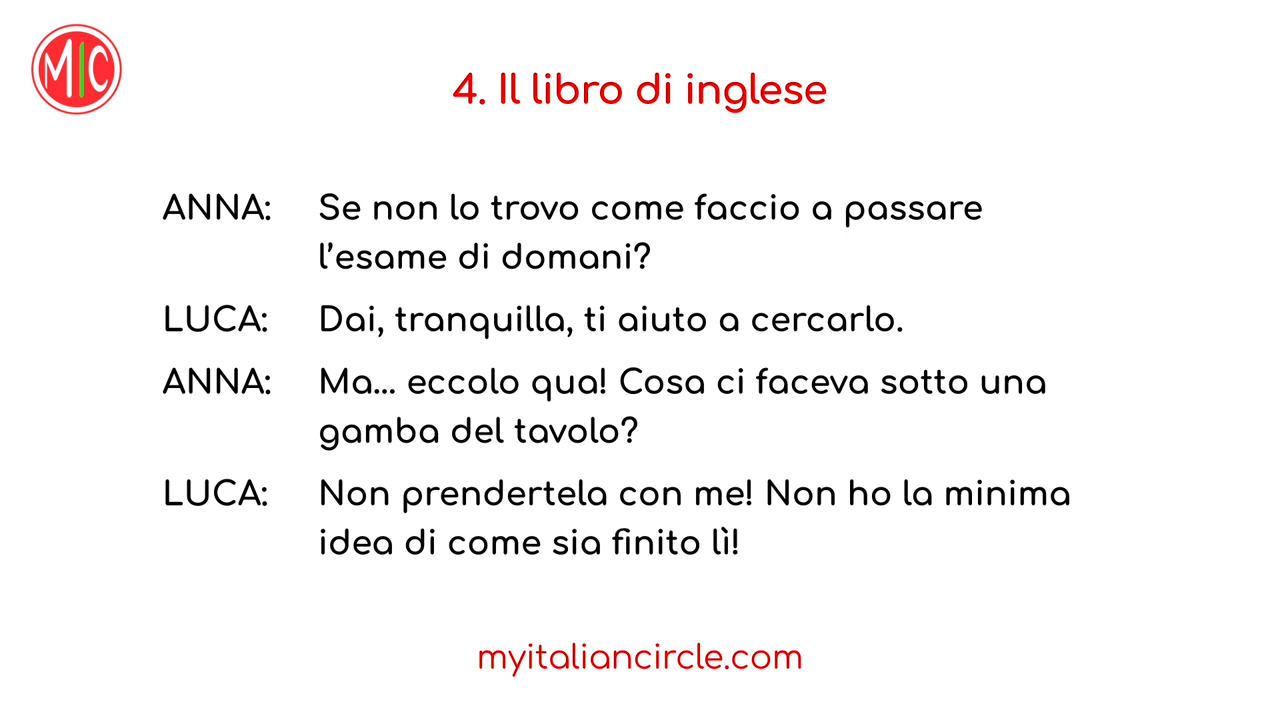 MIC
4. Il libro di inglese
ANNA: Se non lo trovo come faccio a passare
l’esame di domani?
LUCA: Dai, tranquilla, ti aiuto a cercarlo.
ANNA: Ma... eccolo qua! Cosa ci faceva sotto una
gamba del tavolo?
LUCA: Non prendertela con me! Non ho la minima
idea di come sia finito lì!
myitaliancircle.com